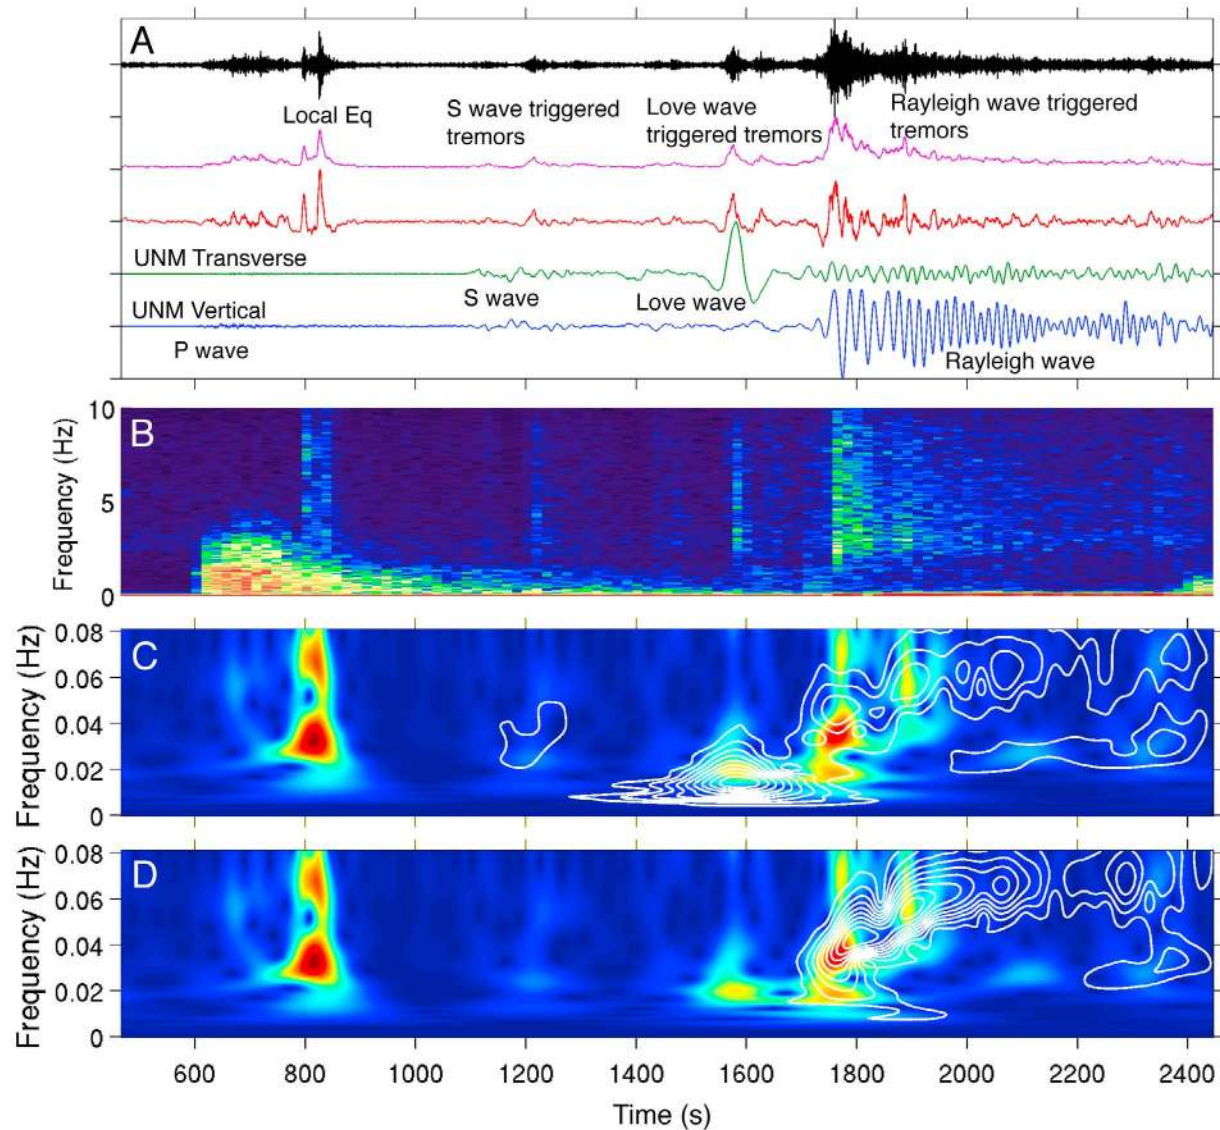 A
Local Eq
S wave triggered
tremors
Love wave
triggered tremors
Rayleigh wave triggered
tremors
UNM Transverse
S wave
Love wave
UNM Vertical
P wave
Rayleigh wave
B
Frequency (Hz)
10
5
0
C
Frequency (Hz)
0.08
0.06
0.04
0.02
0
D
Frequency (Hz)
0.08
0.06
0.04
0.02
0
600 800 1000 1200 1400 1600 1800 2000 2200 2400
Time (s)